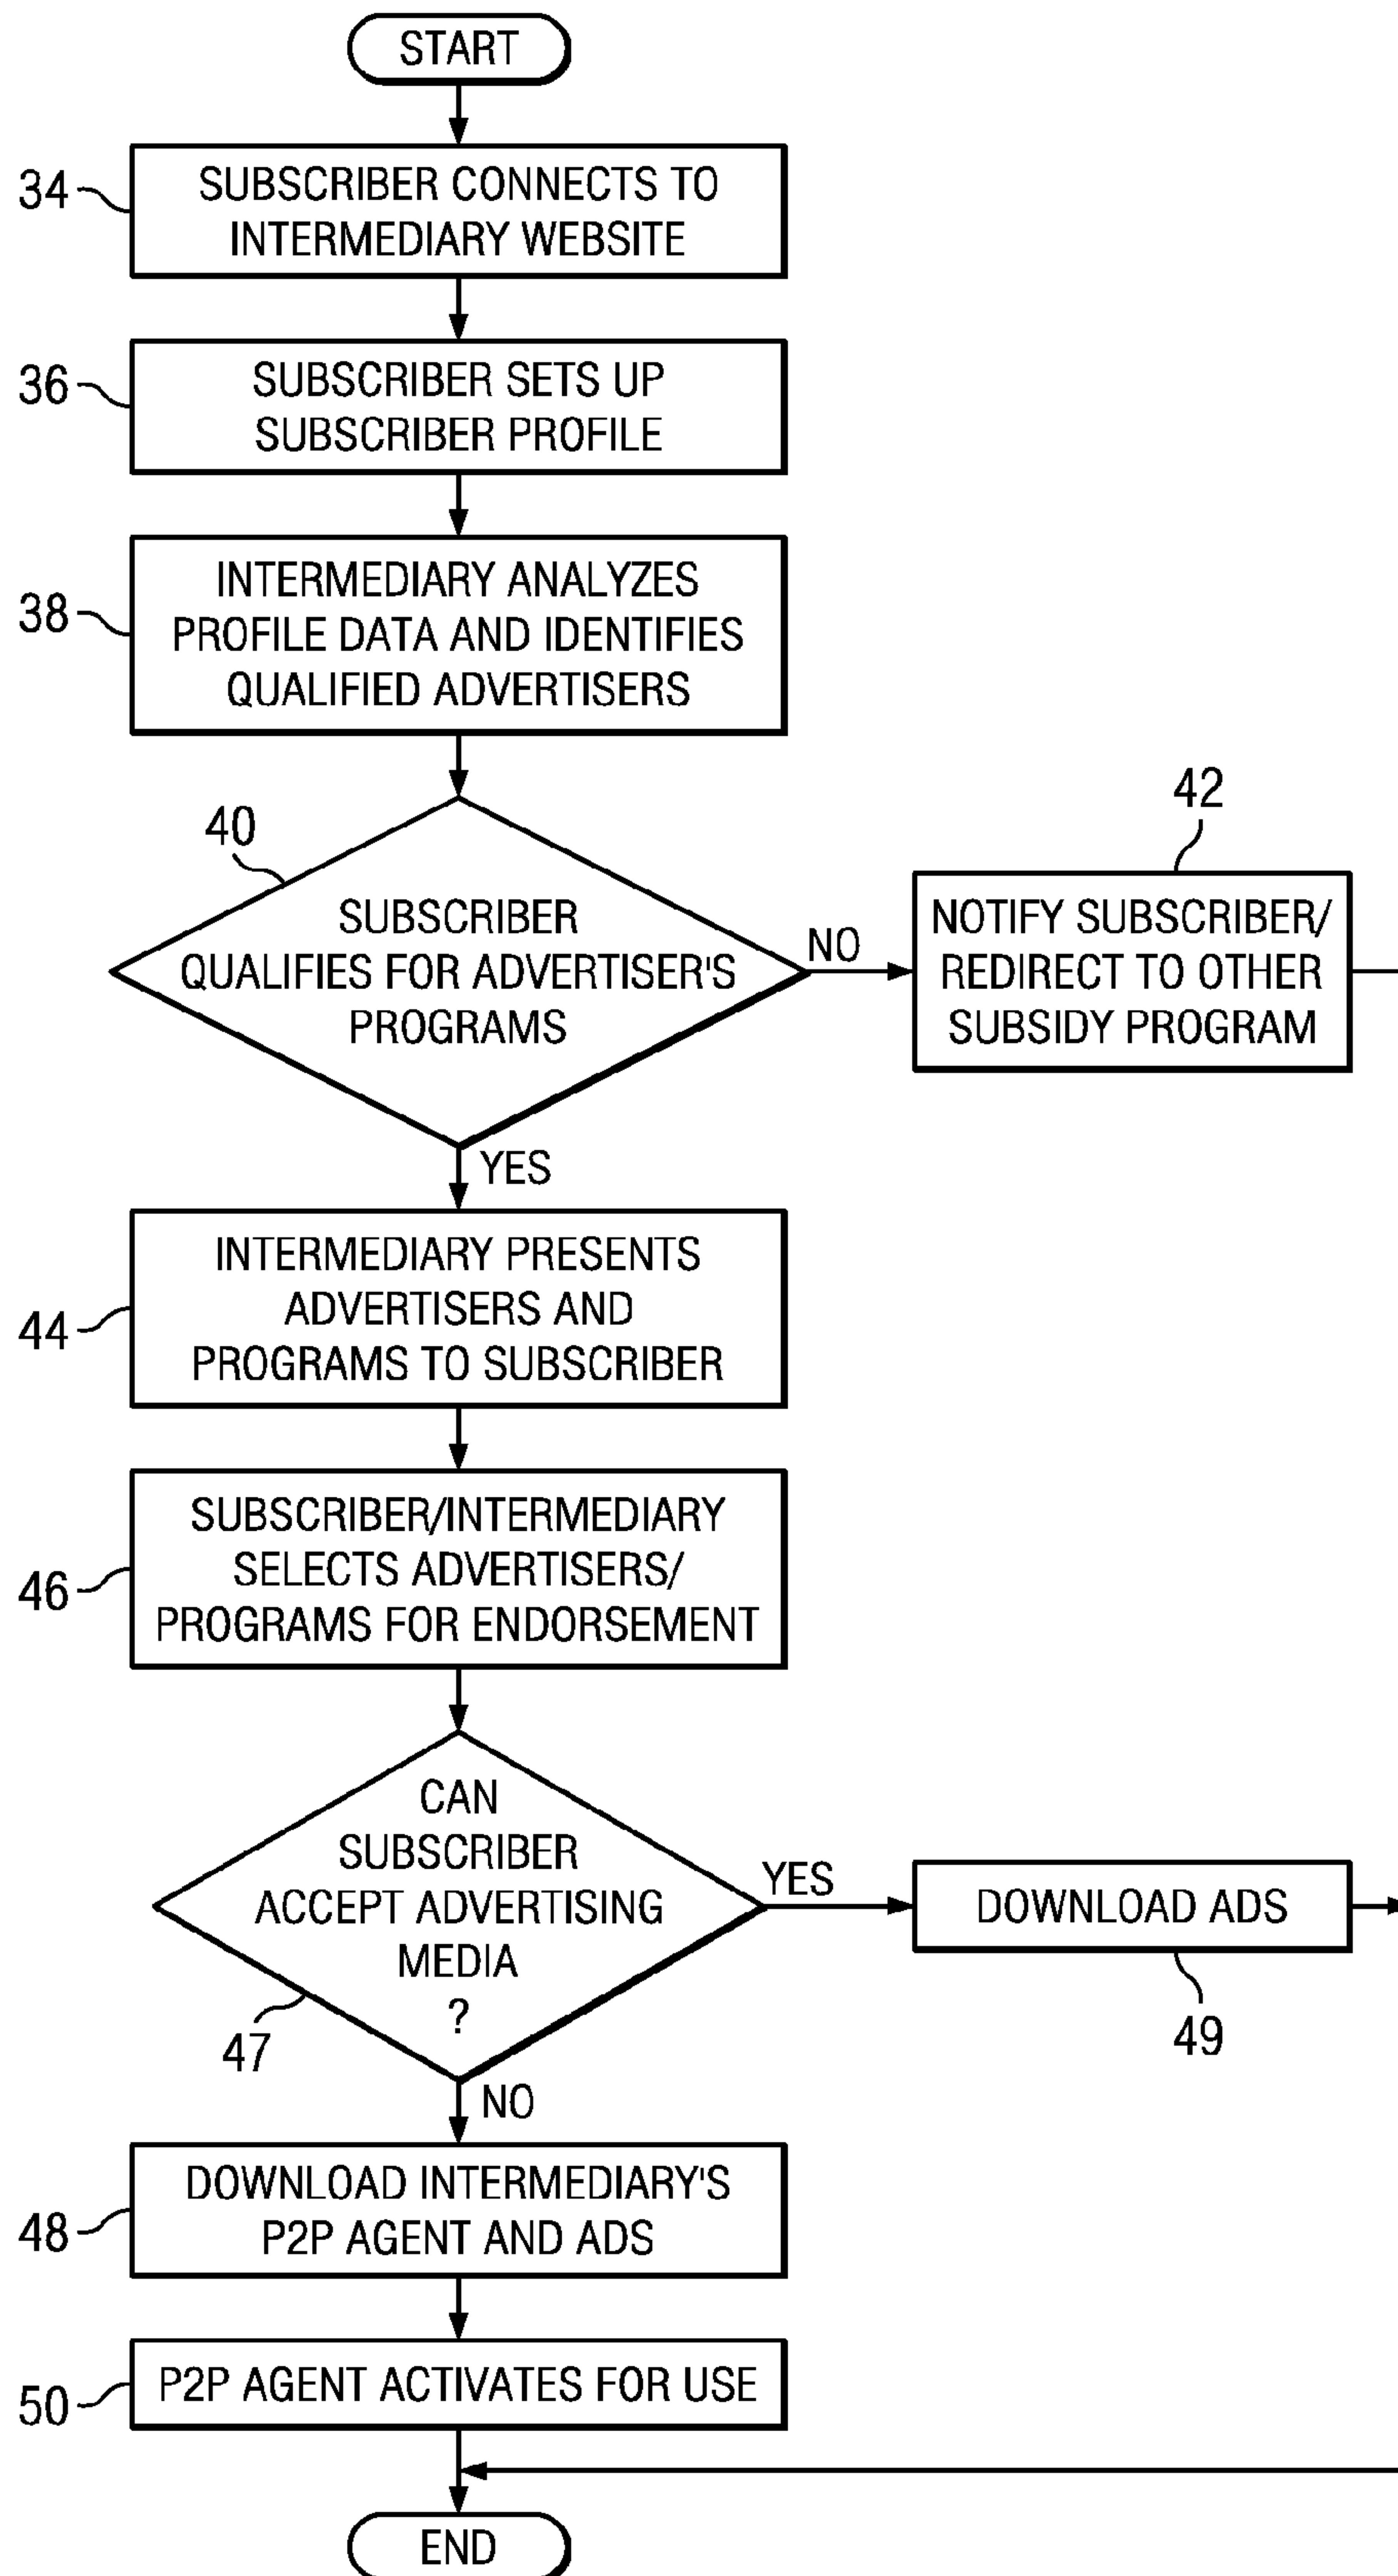 START
34
SUBSCRIBER CONNECTS TO
INTERMEDIARY WEBSITE
36
SUBSCRIBER SETS UP
SUBSCRIBER PROFILE
38
INTERMEDIARY ANALYZES
PROFILE DATA AND IDENTIFIES
QUALIFIED ADVERTISERS
40
SUBSCRIBER
QUALIFIES FOR ADVERTISER'S
PROGRAMS
NO
42
NOTIFY SUBSCRIBER/
REDIRECT TO OTHER
SUBSIDY PROGRAM
YES
44
INTERMEDIARY PRESENTS
ADVERTISERS AND
PROGRAMS TO SUBSCRIBER
46
SUBSCRIBER/INTERMEDIARY
SELECTS ADVERTISERS/
PROGRAMS FOR ENDORSEMENT
CAN
SUBSCRIBER
ACCEPT ADVERTISING
MEDIA
?
47
YES
DOWNLOAD ADS
49
NO
48
DOWNLOAD INTERMEDIARY'S
P2P AGENT AND ADS
50
P2P AGENT ACTIVATES FOR USE
END